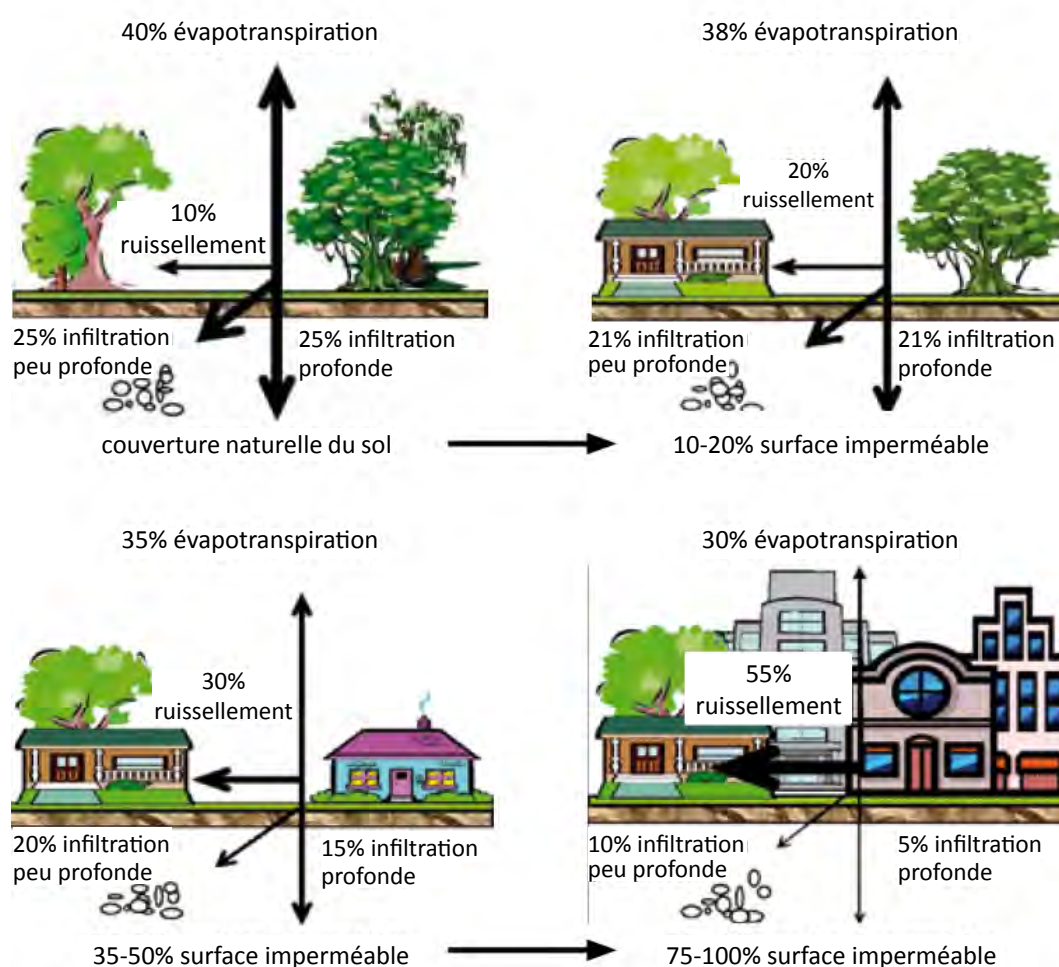 40% évapotranspiration
10%
ruissellement
25% infiltration
peu profonde
25% infiltration
profonde
couverture naturelle du sol
38% évapotranspiration
20%
ruissellement
21% infiltration
peu profonde
21% infiltration
profonde
10-20% surface imperméable
35% évapotranspiration
30%
ruissellement
20% infiltration
peu profonde
15% infiltration
profonde
35-50% surface imperméable
30% évapotranspiration
55%
ruissellement
10% infiltration
peu profonde
5% infiltration
profonde
75-100% surface imperméable